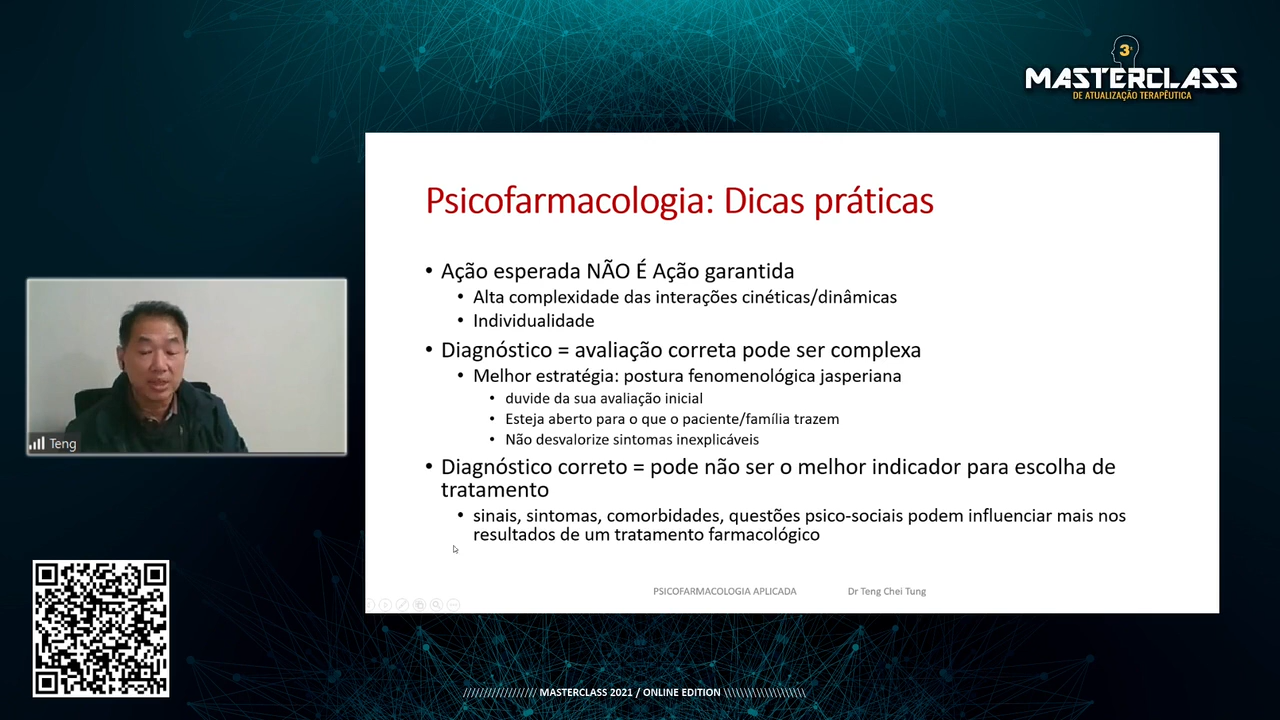 3ª
MASTERCLASS
DE ATUALIZAÇÃO TERAPÊUTICA
Psicofarmacologia: Dicas práticas
• Ação esperada NÃO É Ação garantida
• Alta complexidade das interações cinéticas/dinâmicas
• Individualidade
• Diagnóstico = avaliação correta pode ser complexa
• Melhor estratégia: postura fenomenológica jasperiana
• duvide da sua avaliação inicial
• Esteja aberto para o que o paciente/família trazem
• Não desvalorize sintomas inexplicáveis
• Diagnóstico correto = pode não ser o melhor indicador para escolha de
tratamento
• sinais, sintomas, comorbidades, questões psico-sociais podem influenciar mais nos
resultados de um tratamento farmacológico
PSICOFARMACOLOGIA APLICADA Dr Teng Chei Tung
Teng
////////////////// MASTERCLASS 2021 / ONLINE EDITION \\\\\\\\\\\\\\\\\\